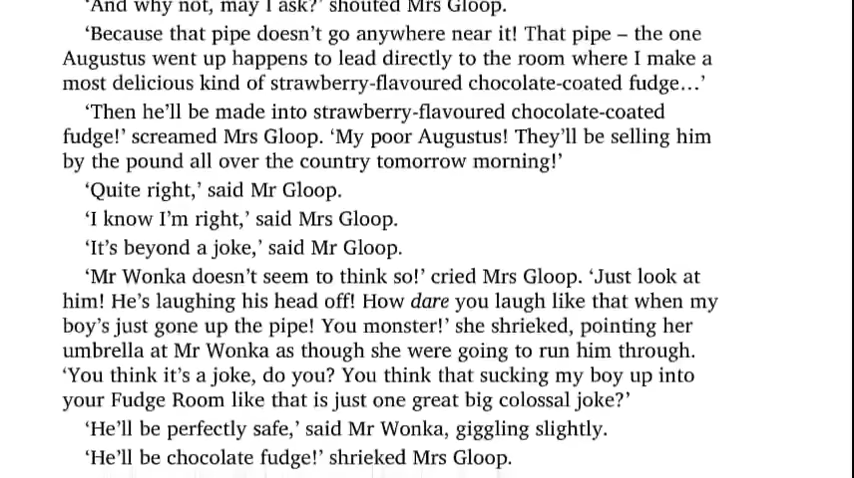 ‘And why not, may I ask?’ shouted Mrs Gloop.
‘Because that pipe doesn’t go anywhere near it! That pipe – the one
Augustus went up happens to lead directly to the room where I make a
most delicious kind of strawberry-flavoured chocolate-coated fudge…’
‘Then he’ll be made into strawberry-flavoured chocolate-coated
fudge!’ screamed Mrs Gloop. ‘My poor Augustus! They’ll be selling him
by the pound all over the country tomorrow morning!’
‘Quite right,’ said Mr Gloop.
‘I know I’m right,’ said Mrs Gloop.
‘It’s beyond a joke,’ said Mr Gloop.
‘Mr Wonka doesn’t seem to think so!’ cried Mrs Gloop. ‘Just look at
him! He’s laughing his head off! How dare you laugh like that when my
boy’s just gone up the pipe! You monster!’ she shrieked, pointing her
umbrella at Mr Wonka as though she were going to run him through.
‘You think it’s a joke, do you? You think that sucking my boy up into
your Fudge Room like that is just one great big colossal joke?’
‘He’ll be perfectly safe,’ said Mr Wonka, giggling slightly.
‘He’ll be chocolate fudge!’ shrieked Mrs Gloop.